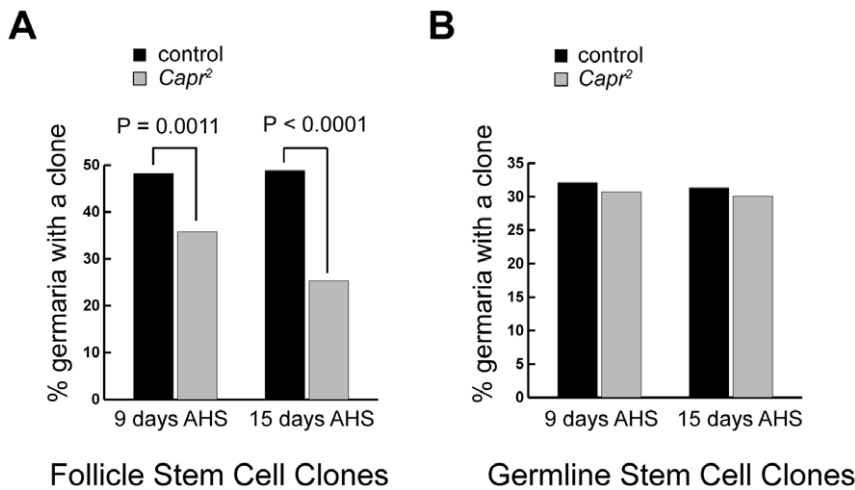 A
control
Capr²
P = 0.0011
P < 0.0001
% germaria with a clone
50
40
30
20
10
0
9 days AHS
15 days AHS
Follicle Stem Cell Clones
B
control
Capr²
% germaria with a clone
35
30
25
20
15
10
5
0
9 days AHS
15 days AHS
Germline Stem Cell Clones